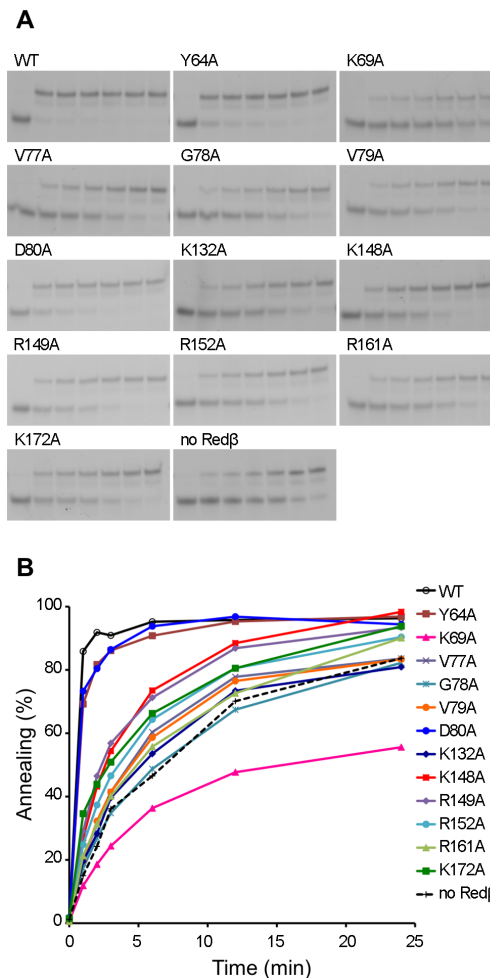 A
WT Y64A K69A
V77A G78A V79A
D80A K132A K148A
R149A R152A R161A
K172A no Redβ
B
100
80
60
40
20
0
Annealing (%)
0 5 10 15 20 25
Time (min)
WT
Y64A
K69A
V77A
G78A
V79A
D80A
K132A
K148A
R149A
R152A
R161A
K172A
no Redβ